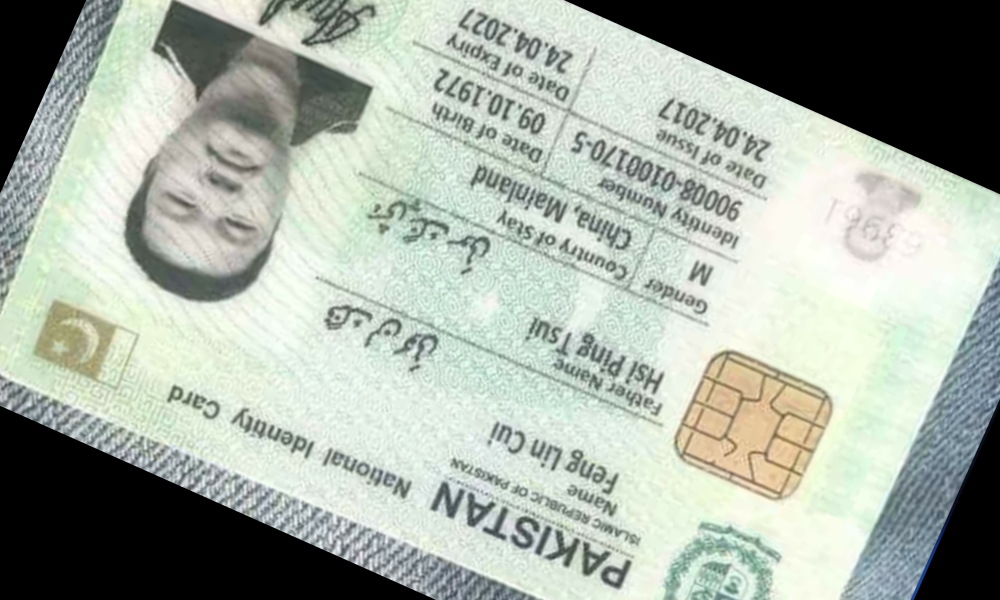 PAKISTAN National Identity Card
ISLAMIC REPUBLIC OF PAKISTAN
Name
Feng Lin Cui
Father Name
Hsi Ping Tsui
Gender
M
Country of Stay
China, Mainland
Identity Number
90008-0100170-5
Date of Birth
09.10.1972
Date of Issue
24.04.2017
Date of Expiry
24.04.2027